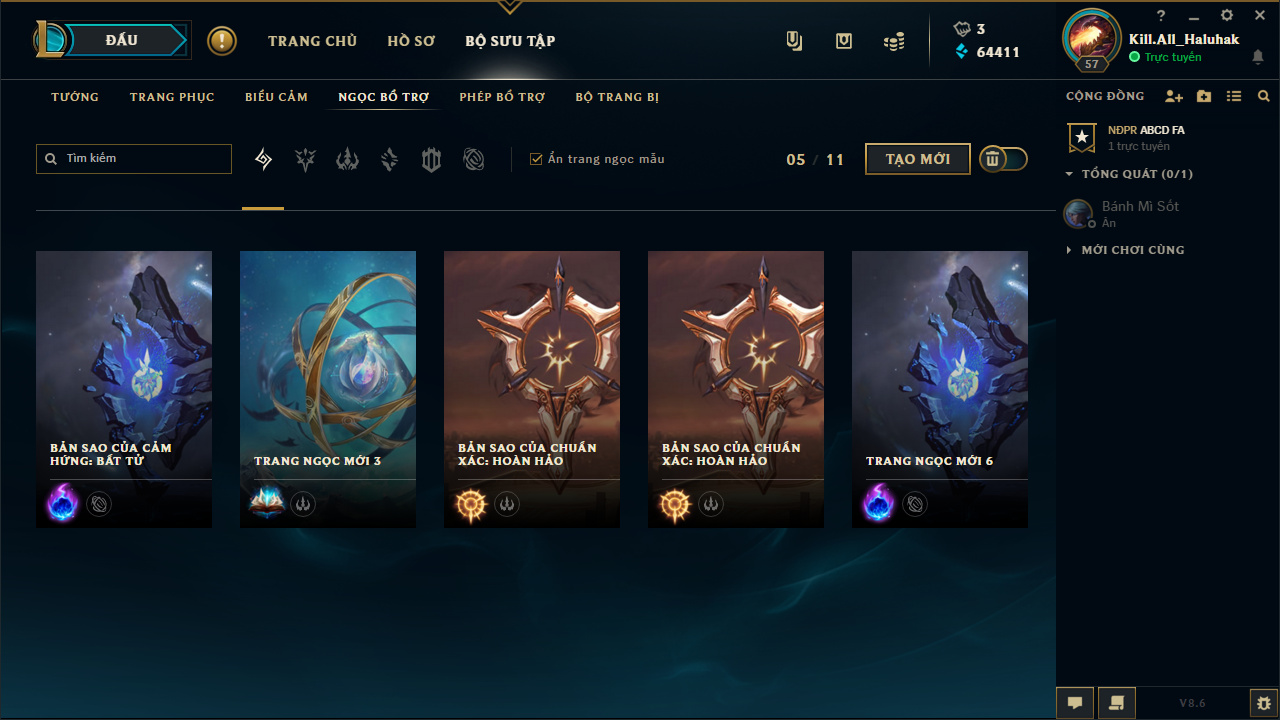 ĐẤU
TRANG CHỦ
HỒ SƠ
BỘ SƯU TẬP
3
64411
57
Kill.All_Haluhak
Trực tuyến
TƯỚNG
TRANG PHỤC
BIỂU CẢM
NGỌC BỔ TRỢ
PHÉP BỔ TRỢ
BỘ TRANG BỊ
CỘNG ĐỒNG
Tìm kiếm
Ẩn trang ngọc mẫu
05 / 11
TẠO MỚI
NĐPR ABCD FA
1 trực tuyến
TỔNG QUÁT (0/1)
Bánh Mì Sốt
Ẩn
MỚI CHƠI CÙNG
BẢN SAO CỦA CẢM
HỨNG: BẤT TỬ
TRANG NGỌC MỚI 3
BẢN SAO CỦA CHUẨN
XÁC: HOÀN HẢO
BẢN SAO CỦA CHUẨN
XÁC: HOÀN HẢO
TRANG NGỌC MỚI 6
V8.6